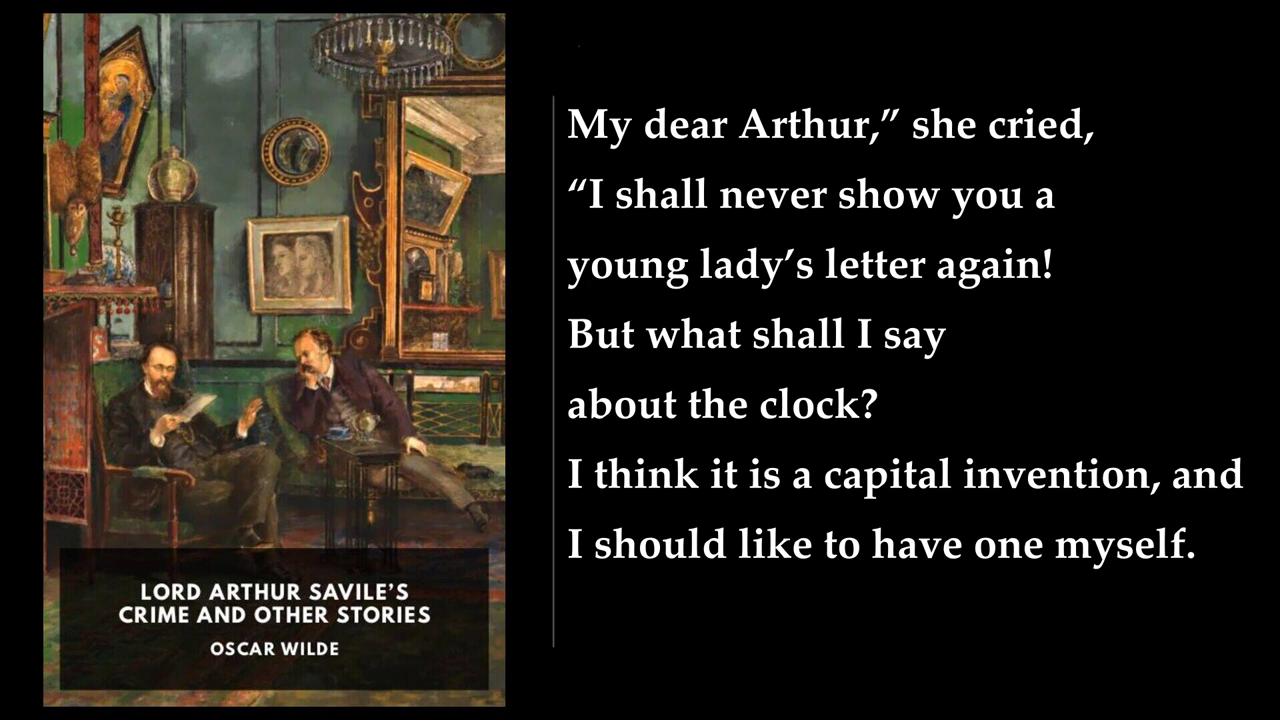 LORD ARTHUR SAVILE’S
CRIME AND OTHER STORIES
OSCAR WILDE
My dear Arthur,” she cried,
“I shall never show you a
young lady’s letter again!
But what shall I say
about the clock?
I think it is a capital invention, and
I should like to have one myself.